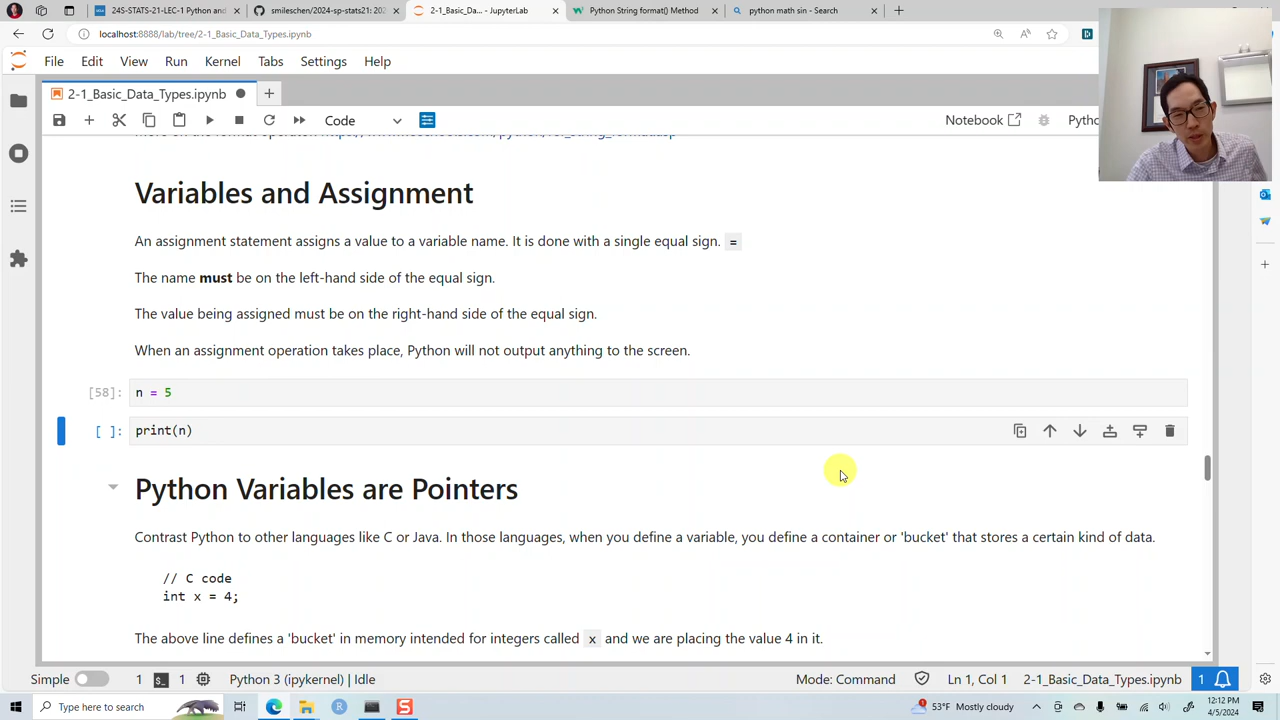 24S-STATS-21-LEC-1 Python and
smileschen/2024-sp-stats21: 202
2-1_Basic_Da... - JupyterLab
Python String format() Method
python math sin - Search
localhost:8888/lab/tree/2-1_Basic_Data_Types.ipynb
File Edit View Run Kernel Tabs Settings Help
2-1_Basic_Data_Types.ipynb
Code
Notebook
Pytho
Variables and Assignment
An assignment statement assigns a value to a variable name. It is done with a single equal sign. =
The name must be on the left-hand side of the equal sign.
The value being assigned must be on the right-hand side of the equal sign.
When an assignment operation takes place, Python will not output anything to the screen.
[58]: n = 5
[ ]: print(n)
Python Variables are Pointers
Contrast Python to other languages like C or Java. In those languages, when you define a variable, you define a container or 'bucket' that stores a certain kind of data.
// C code
int x = 4;
The above line defines a 'bucket' in memory intended for integers called x and we are placing the value 4 in it.
Simple 1 1 Python 3 (ipykernel) | Idle Mode: Command Ln 1, Col 1 2-1_Basic_Data_Types.ipynb 1
Type here to search
53°F Mostly cloudy
12:12 PM
4/5/2024